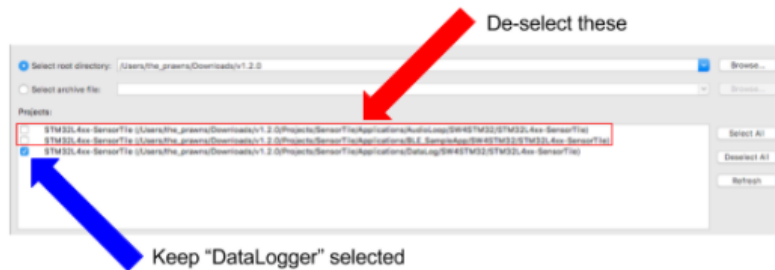 De-select these
Select root directory: /Users/the_prawns/Downloads/v1.2.0 Browse...
Select archive file: Browse...
Projects:
STM32L4xx-SensorTile (/Users/the_prawns/Downloads/v1.2.0/Projects/SensorTile/Applications/AudioLoop/SW4STM32/STM32L4xx-SensorTile)
STM32L4xx-SensorTile (/Users/the_prawns/Downloads/v1.2.0/Projects/SensorTile/Applications/BLE_SampleApp/SW4STM32/STM32L4xx-SensorTile)
STM32L4xx-SensorTile (/Users/the_prawns/Downloads/v1.2.0/Projects/SensorTile/Applications/DataLog/SW4STM32/STM32L4xx-SensorTile)
Select All
Deselect All
Refresh
Keep “DataLogger” selected